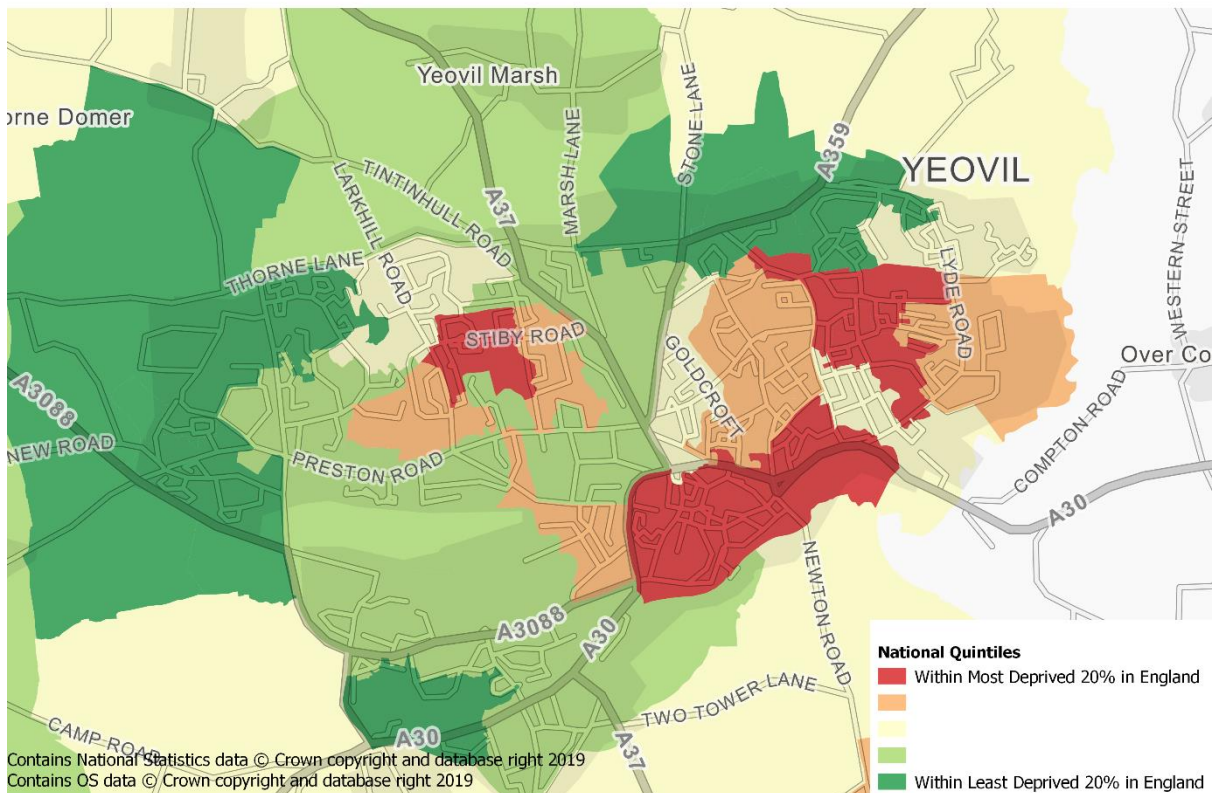 Yeovil Marsh
orne Domer
A359
STONE LANE
MARSH LANE
YEOVIL
TINTINHULL ROAD
LARKHILL ROAD
A37
WESTERN STREET
THORNE LANE
LYDE ROAD
STIBY ROAD
GOLDCROFT
Over Co
A3088
NEW ROAD
PRESTON ROAD
COMPTON ROAD
A30
NEWTON ROAD
A3088
A30
National Quintiles
Within Most Deprived 20% in England
TWO TOWER LANE
CAMP ROAD
A30
A37
Contains National Statistics data © Crown copyright and database right 2019
Contains OS data © Crown copyright and database right 2019
Within Least Deprived 20% in England